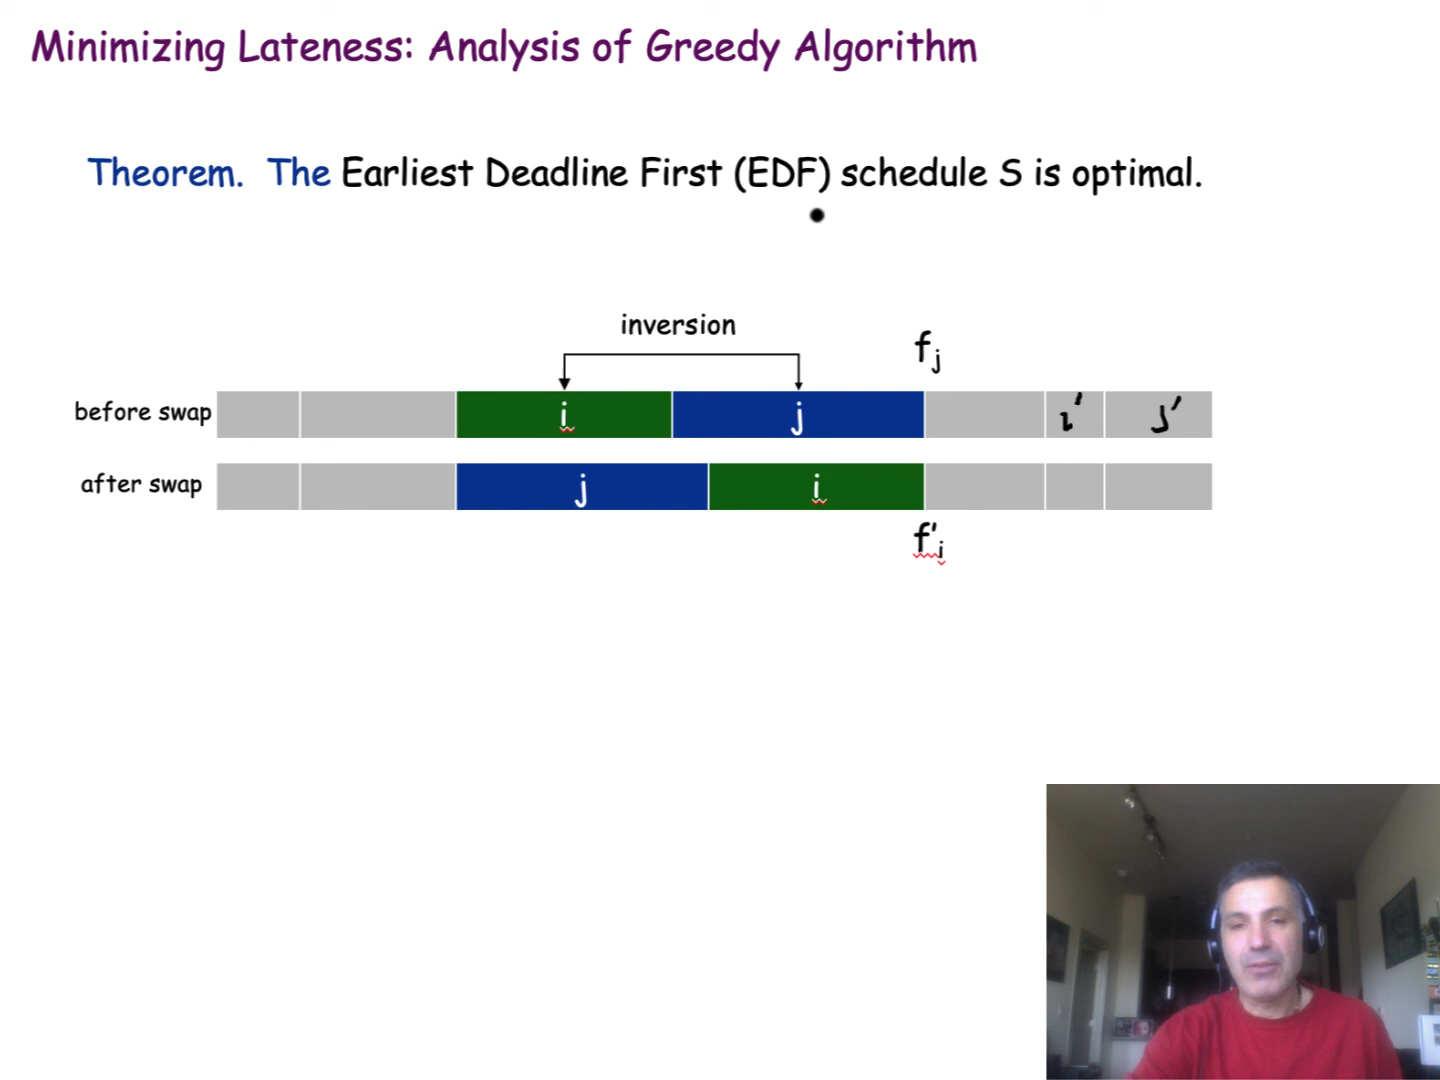 Minimizing Lateness: Analysis of Greedy Algorithm
Theorem. The Earliest Deadline First (EDF) schedule S is optimal.
inversion
fj
before swap i j i' j'
after swap j i
f'i